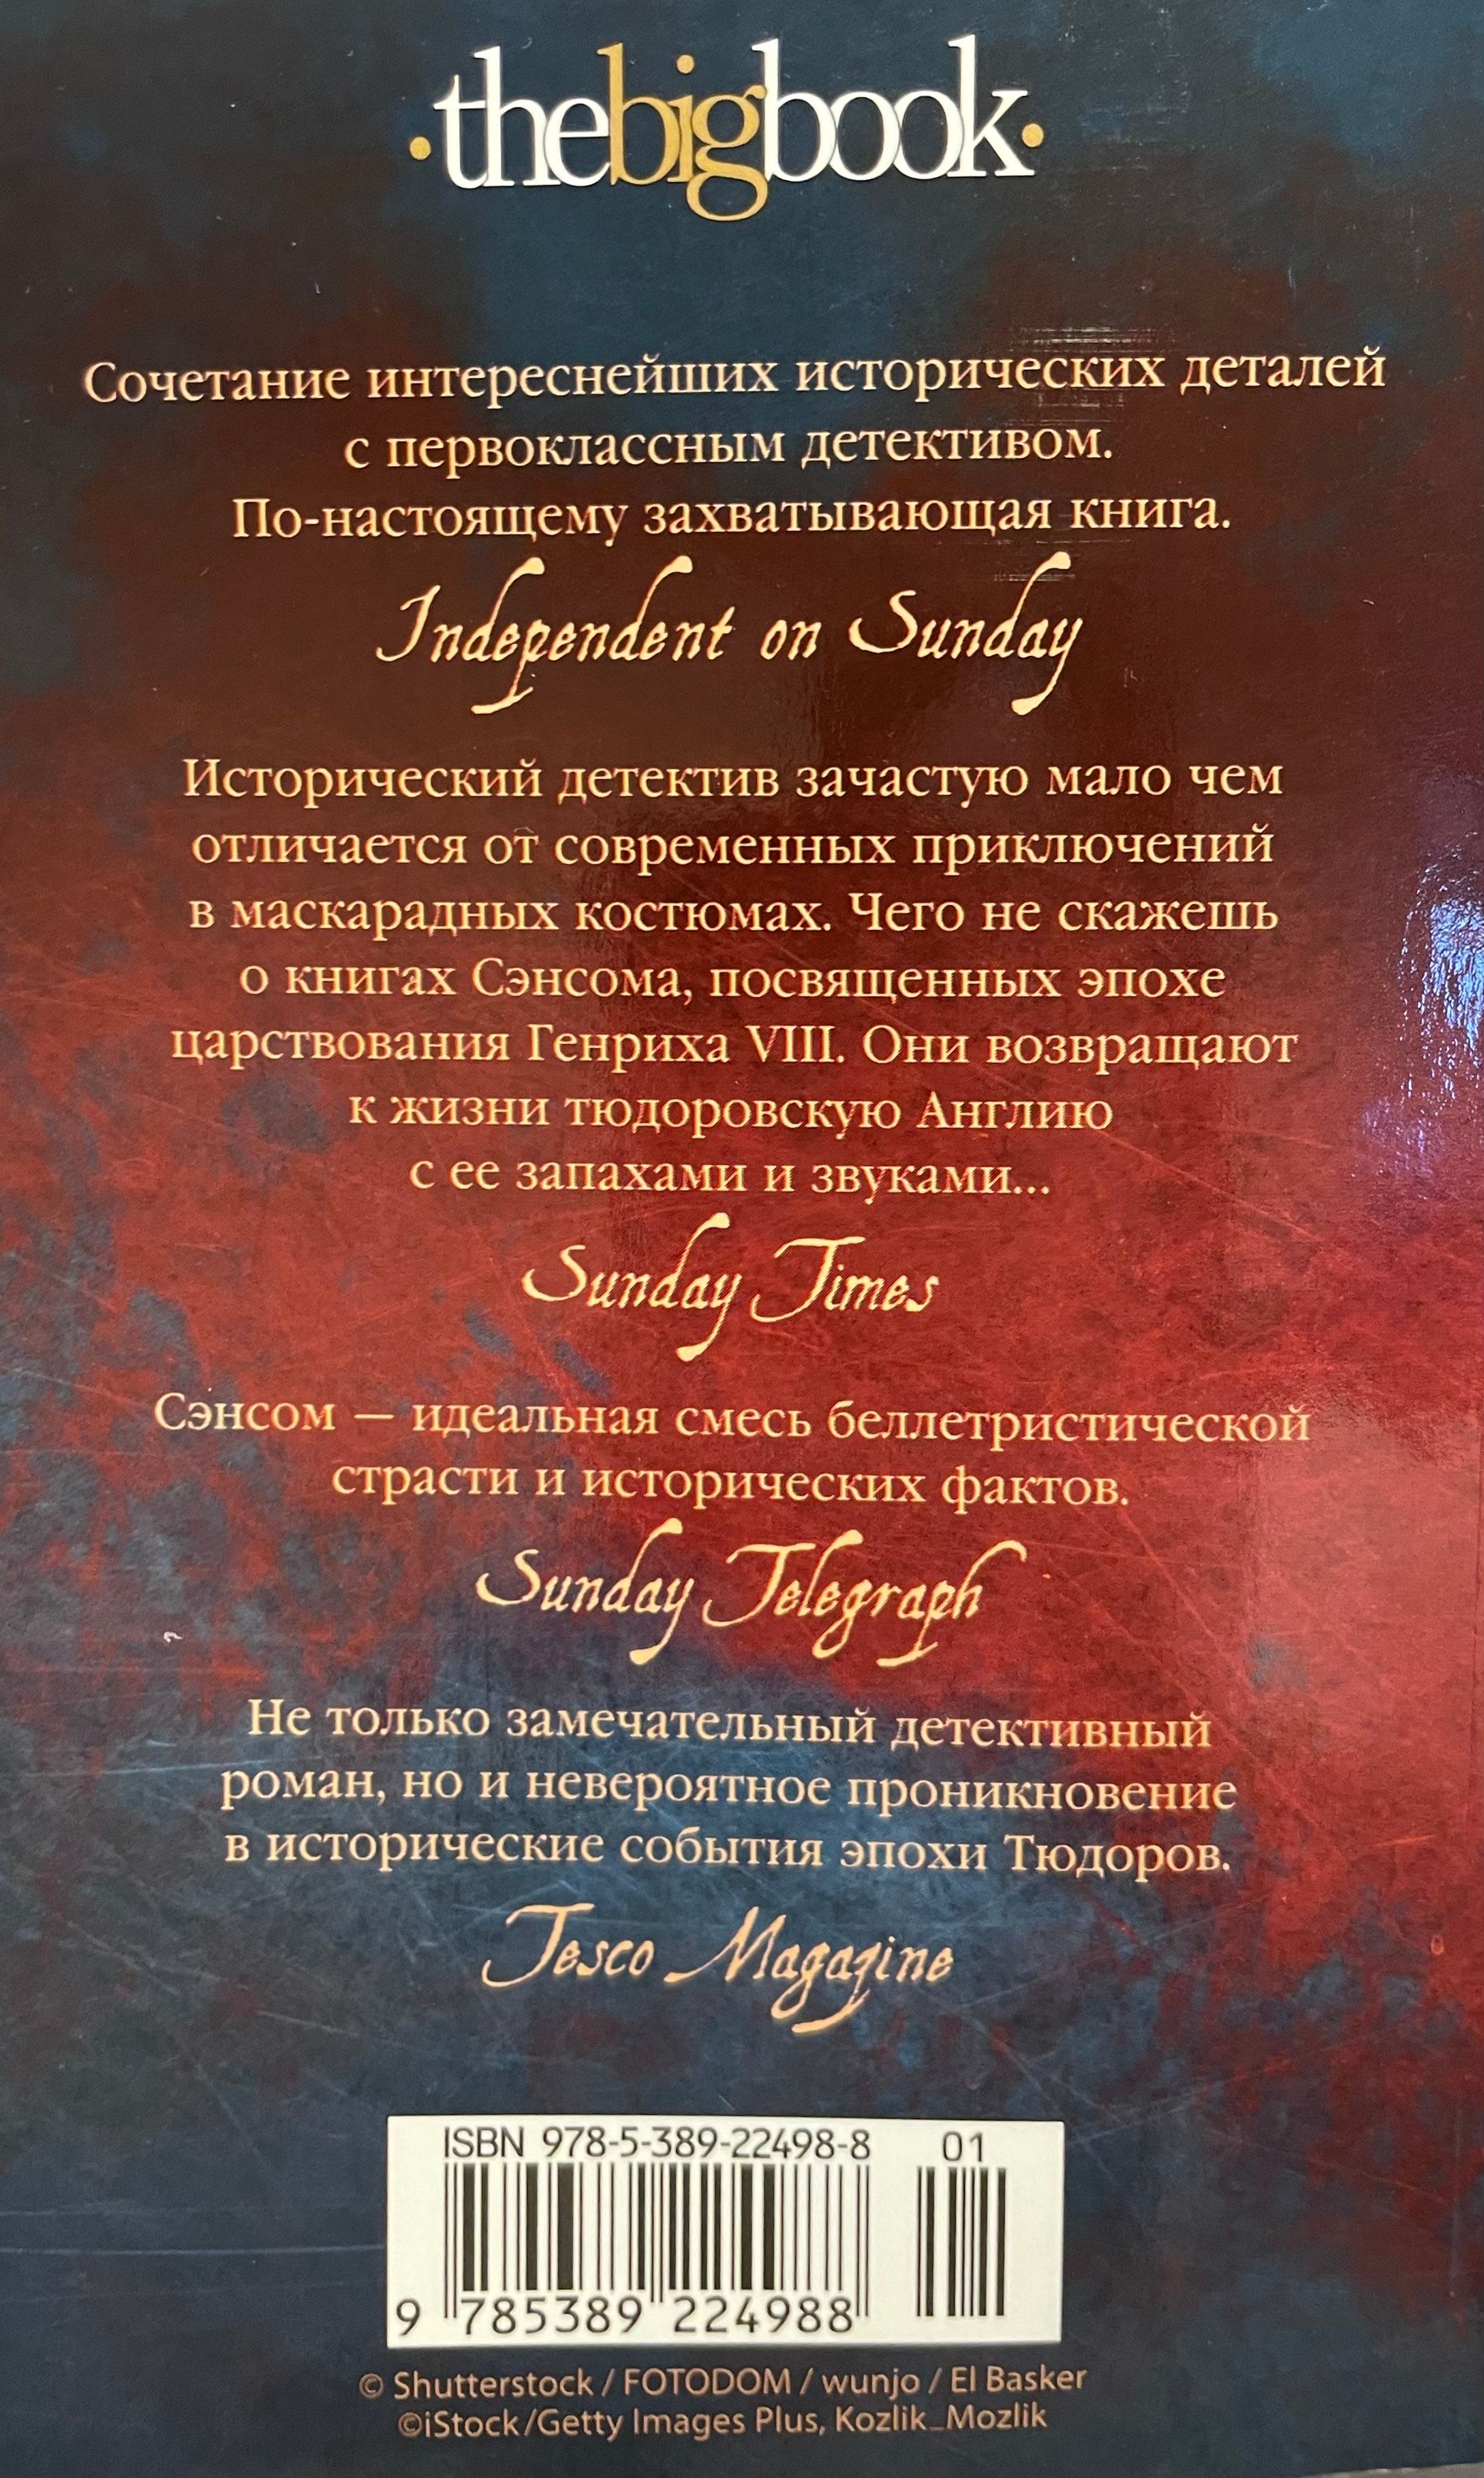 ·thebigbook·
Сочетание интереснейших исторических деталей
с первоклассным детективом.
По-настоящему захватывающая книга.
Independent on Sunday
Исторический детектив зачастую мало чем
отличается от современных приключений
в маскарадных костюмах. Чего не скажешь
о книгах Сэнсома, посвященных эпохе
царствования Генриха VIII. Они возвращают
к жизни тюдоровскую Англию
с ее запахами и звуками...
Sunday Times
Сэнсом — идеальная смесь беллетристической
страсти и исторических фактов.
Sunday Telegraph
Не только замечательный детективный
роман, но и невероятное проникновение
в исторические события эпохи Тюдоров.
Tesco Magazine
ISBN 978-5-389-22498-8 01
9 785389 224988
© Shutterstock / FOTODOM / wunjo / El Basker
©iStock/Getty Images Plus, Kozlik_Mozlik